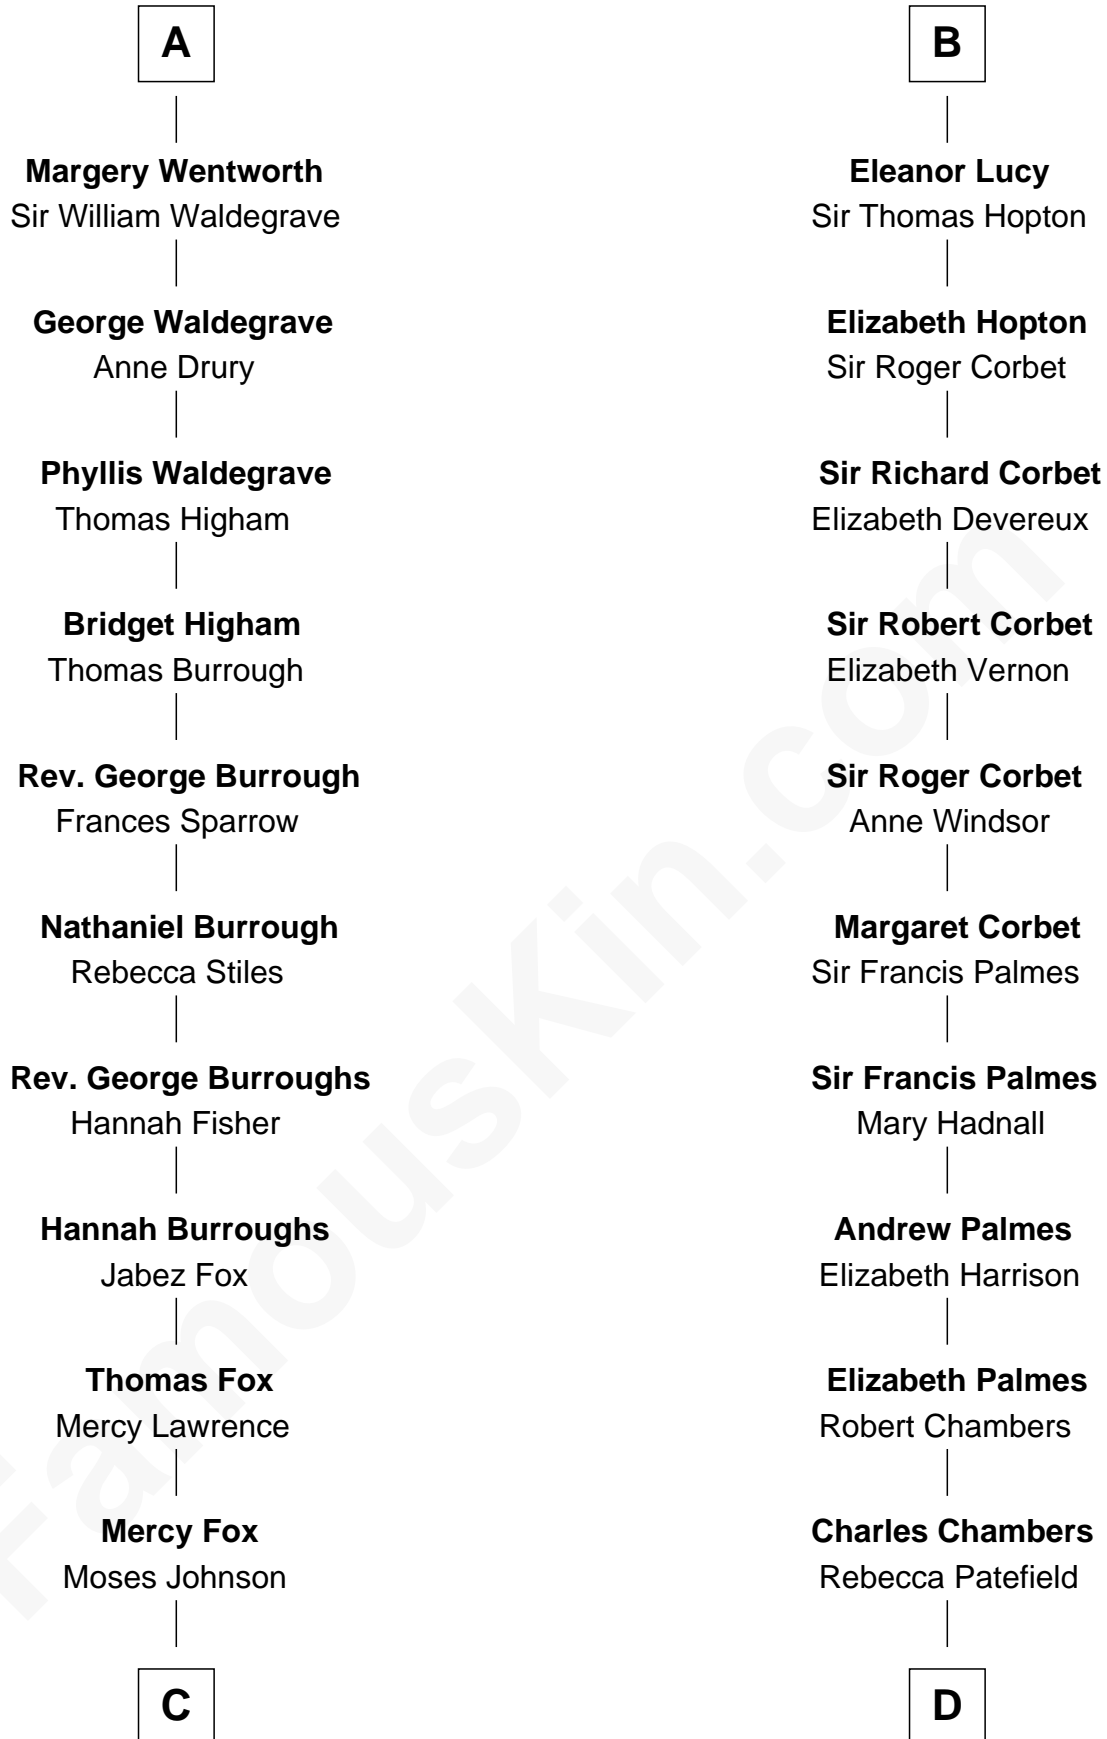 A
Margery Wentworth
Sir William Waldegrave
George Waldegrave
Anne Drury
Phyllis Waldegrave
Thomas Higham
Bridget Higham
Thomas Burrough
Rev. George Burrough
Frances Sparrow
Nathaniel Burrough
Rebecca Stiles
Rev. George Burroughs
Hannah Fisher
Hannah Burroughs
Jabez Fox
Thomas Fox
Mercy Lawrence
Mercy Fox
Moses Johnson
C
B
Eleanor Lucy
Sir Thomas Hopton
Elizabeth Hopton
Sir Roger Corbet
Sir Richard Corbet
Elizabeth Devereux
Sir Robert Corbet
Elizabeth Vernon
Sir Roger Corbet
Anne Windsor
Margaret Corbet
Sir Francis Palmes
Sir Francis Palmes
Mary Hadnall
Andrew Palmes
Elizabeth Harrison
Elizabeth Palmes
Robert Chambers
Charles Chambers
Rebecca Patefield
D
FamousKin.com